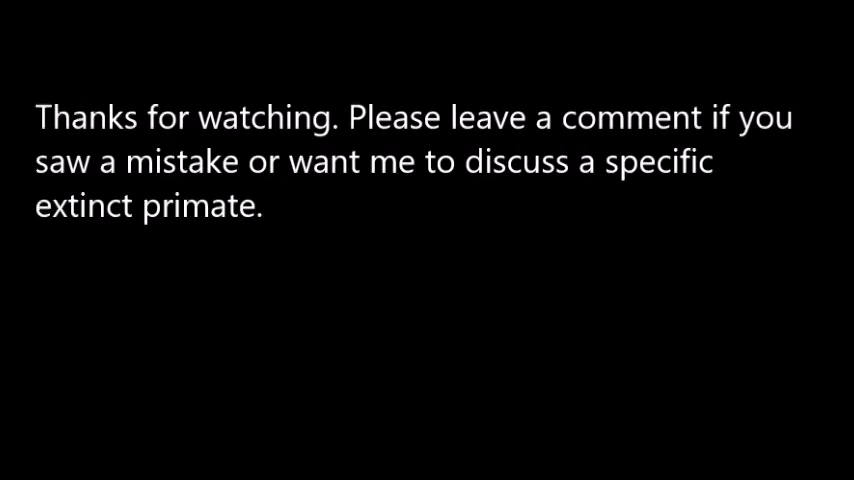 Thanks for watching. Please leave a comment if you
saw a mistake or want me to discuss a specific
extinct primate.